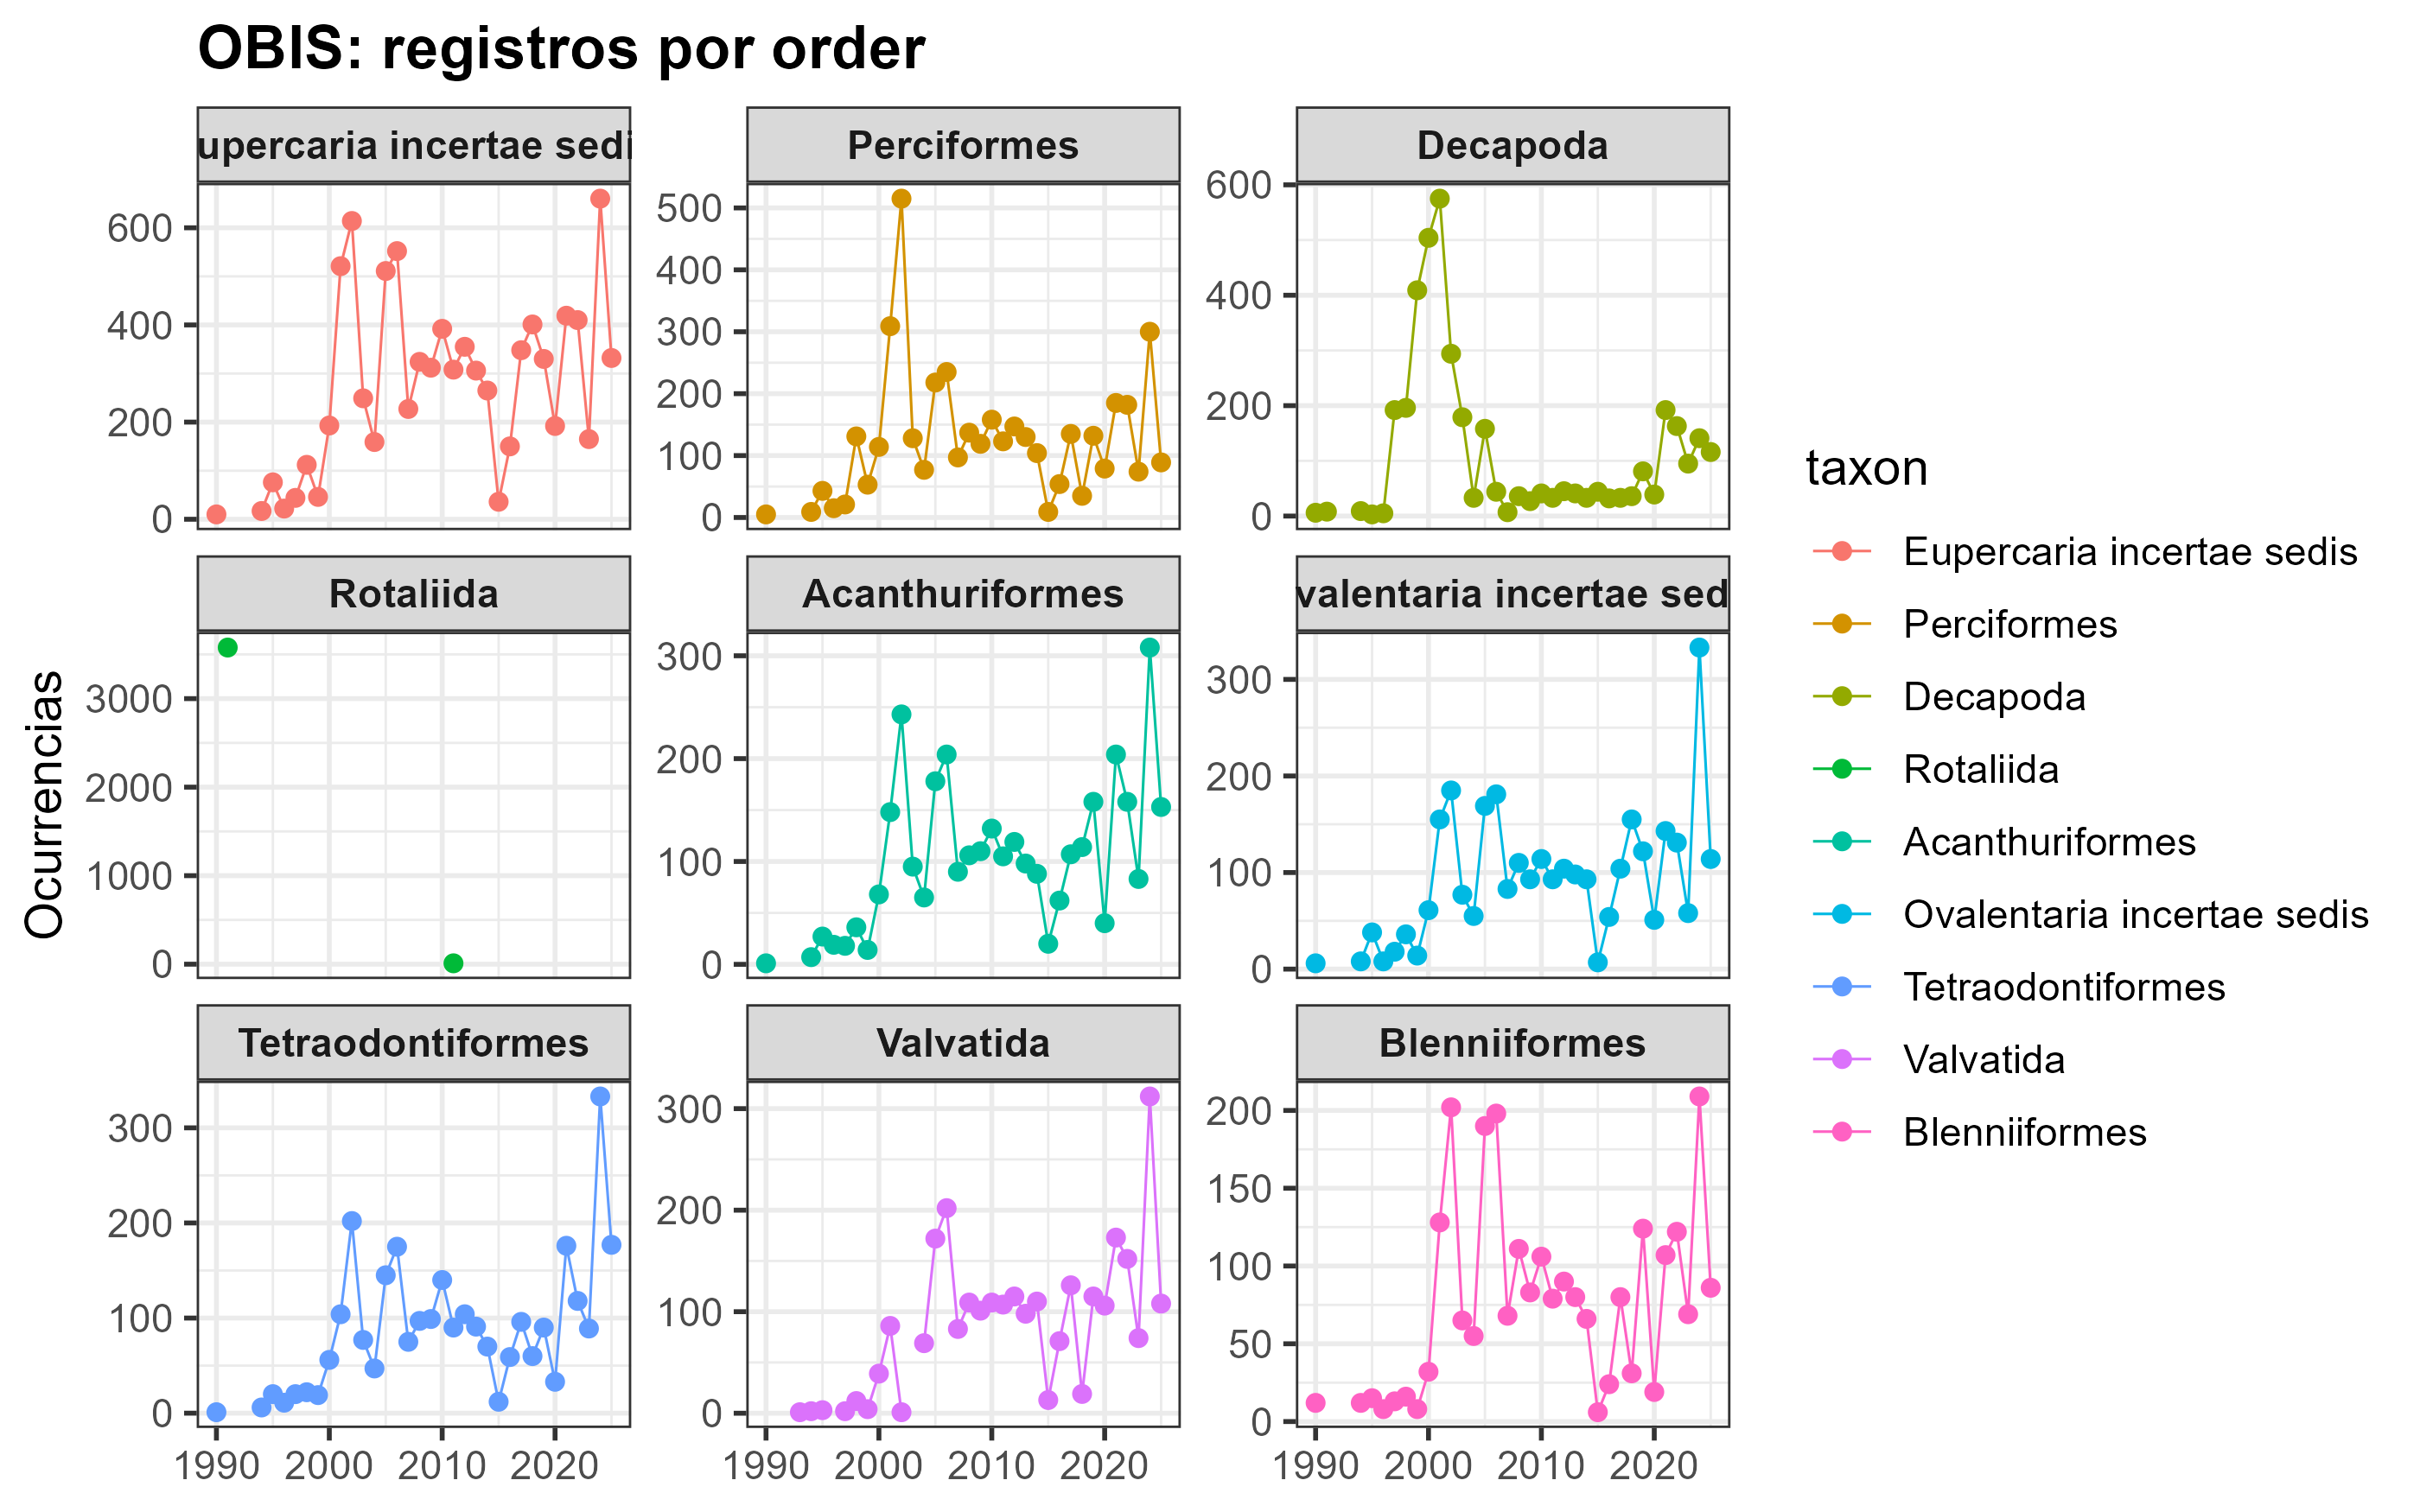 OBIS: registros por order
upercaria incertae sedi
Perciformes
Decapoda
600
400
200
0
500
400
300
200
100
0
600
400
200
0
Rotaliida
Acanthuriformes
valentaria incertae sed
3000
2000
1000
0
300
200
100
0
300
200
100
0
Tetraodontiformes
Valvatida
Blenniiformes
300
200
100
0
300
200
100
0
200
150
100
50
0
1990 2000 2010 2020
1990 2000 2010 2020
1990 2000 2010 2020
Ocurrencias
taxon
Eupercaria incertae sedis
Perciformes
Decapoda
Rotaliida
Acanthuriformes
Ovalentaria incertae sedis
Tetraodontiformes
Valvatida
Blenniiformes